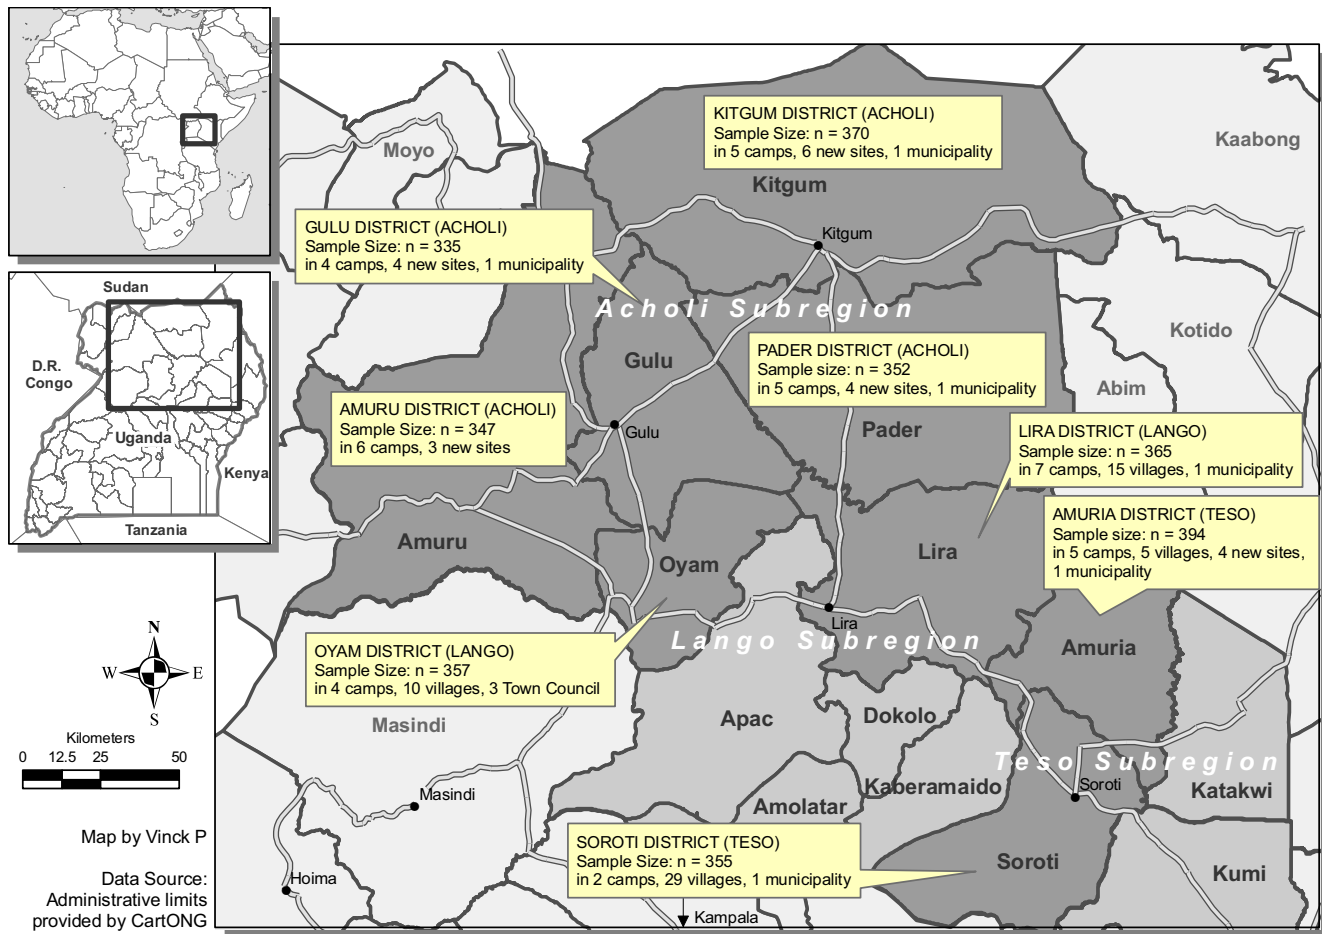 KITGUM DISTRICT (ACHOLI)
Sample Size: n = 370
in 5 camps, 6 new sites, 1 municipality
Kaabong
Moyo
Kitgum
GULU DISTRICT (ACHOLI)
Sample Size: n = 335
in 4 camps, 4 new sites, 1 municipality
Kitgum
Sudan
Acholi Subregion
Kotido
D.R.
Congo
Gulu
PADER DISTRICT (ACHOLI)
Sample size: n = 352
in 5 camps, 4 new sites, 1 municipality
Abim
AMURU DISTRICT (ACHOLI)
Sample Size: n = 347
in 6 camps, 3 new sites
Gulu
Pader
LIRA DISTRICT (LANGO)
Sample size: n = 365
in 7 camps, 15 villages, 1 municipality
Uganda
Kenya
Tanzania
AMURIA DISTRICT (TESO)
Sample size: n = 394
in 5 camps, 5 villages, 4 new sites,
1 municipality
Amuru
Oyam
Lira
Lira
Lango Subregion
Amuria
N
W
E
S
OYAM DISTRICT (LANGO)
Sample Size: n = 357
in 4 camps, 10 villages, 3 Town Council
Masindi
Apac
Dokolo
Kilometers
0 12.5 25 50
Teso Subregion
Soroti
Kaberamaido
Katakwi
Masindi
Amolatar
Map by Vinck P
SOROTI DISTRICT (TESO)
Sample Size: n = 355
in 2 camps, 29 villages, 1 municipality
Soroti
Kumi
Hoima
Data Source:
Administrative limits
provided by CartONG
Kampala